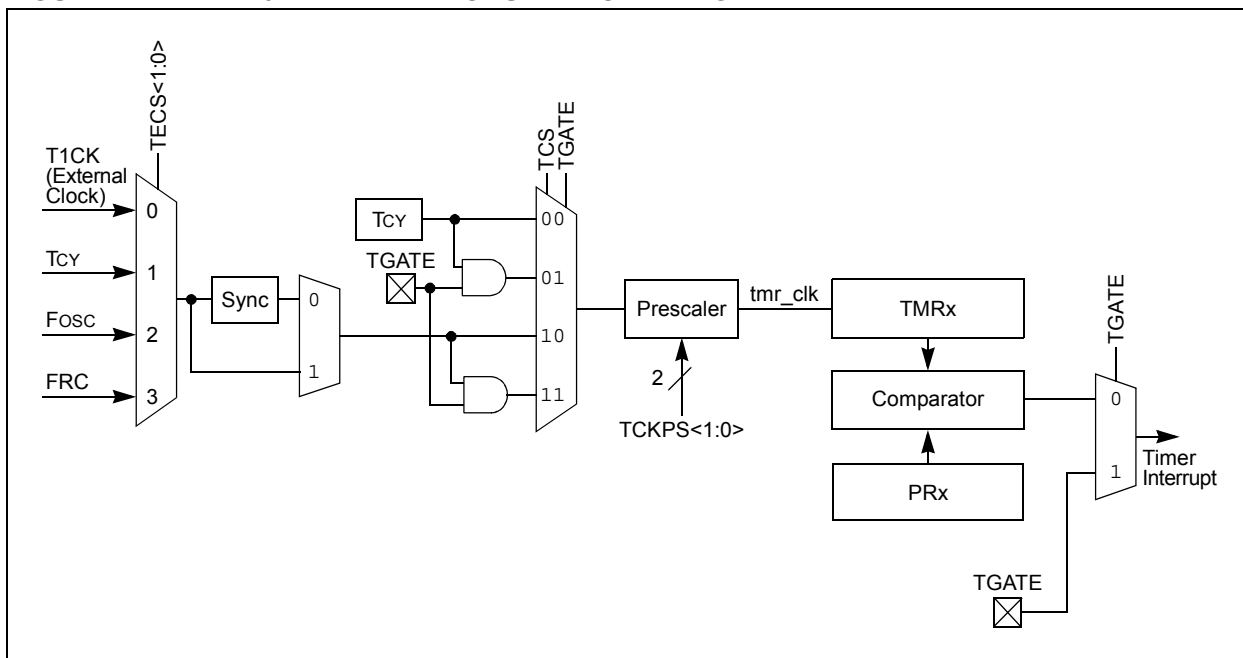 TECS<1:0>
T1CK
(External
Clock)
0
TCY
1
FOSC
2
FRC
3
Sync
0
1
TCY
TGATE
TCS
TGATE
00
01
10
11
Prescaler
2
TCKPS<1:0>
tmr_clk
TMRx
Comparator
PRx
TGATE
0
1
Timer
Interrupt
TGATE